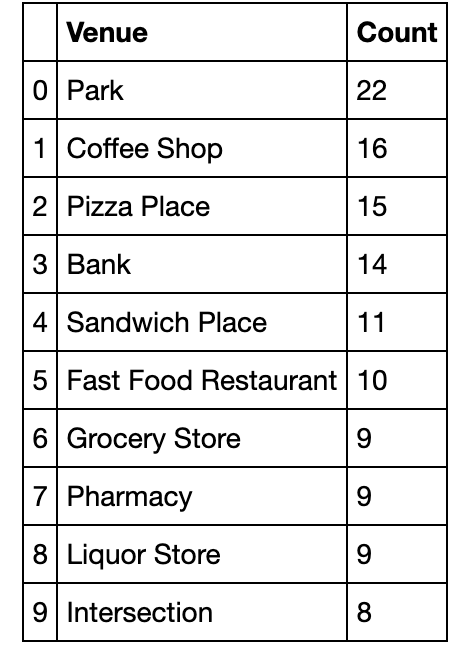 Venue Count
0 Park 22
1 Coffee Shop 16
2 Pizza Place 15
3 Bank 14
4 Sandwich Place 11
5 Fast Food Restaurant 10
6 Grocery Store 9
7 Pharmacy 9
8 Liquor Store 9
9 Intersection 8